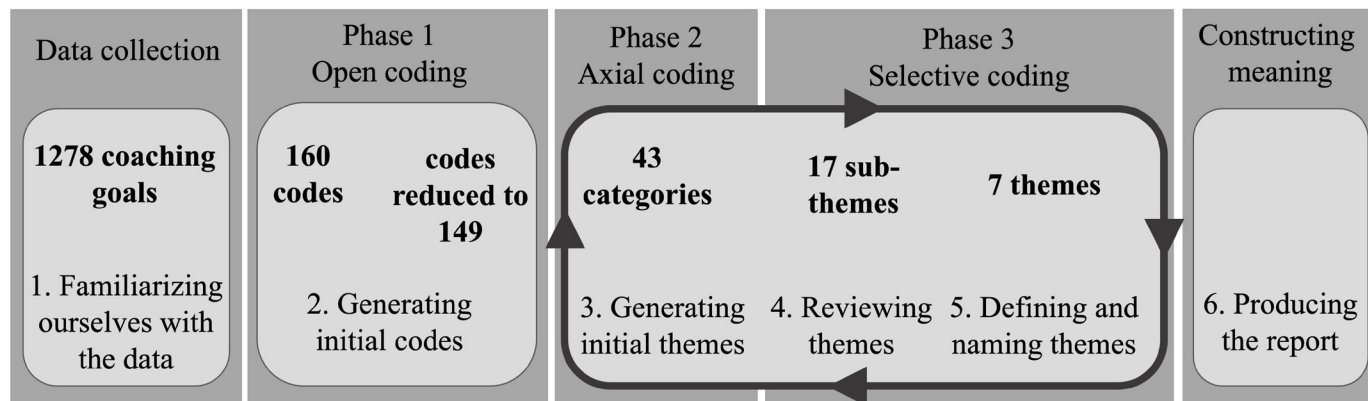 Data collection
Phase 1
Open coding
Phase 2
Axial coding
Phase 3
Selective coding
Constructing
meaning
1278 coaching
goals
160
codes
codes
reduced to
149
43
categories
17 sub-
themes
7 themes
1. Familiarizing
ourselves with
the data
2. Generating
initial codes
3. Generating
initial themes
4. Reviewing
themes
5. Defining and
naming themes
6. Producing
the report